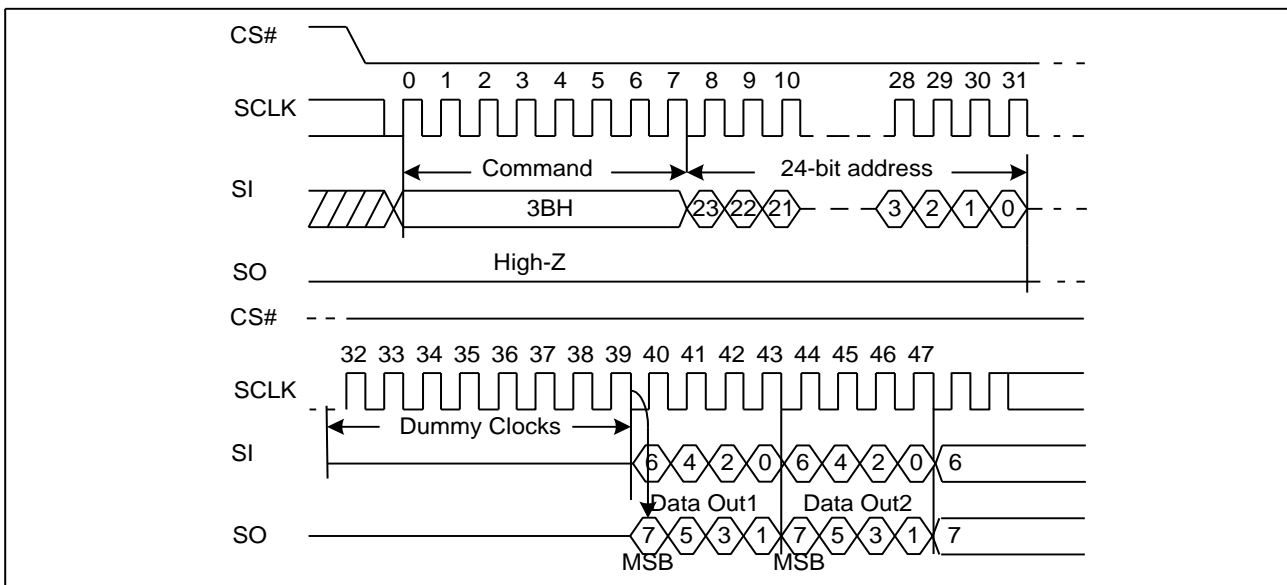 CS#
0 1 2 3 4 5 6 7 8 9 10 28 29 30 31
SCLK
Command 24-bit address
SI
3BH 23 22 21 3 2 1 0
High-Z
SO
CS#
32 33 34 35 36 37 38 39 40 41 42 43 44 45 46 47
SCLK
Dummy Clocks
SI
6 4 2 0 6 4 2 0 6
Data Out1 Data Out2
SO
7 5 3 1 7 5 3 1 7
MSB MSB